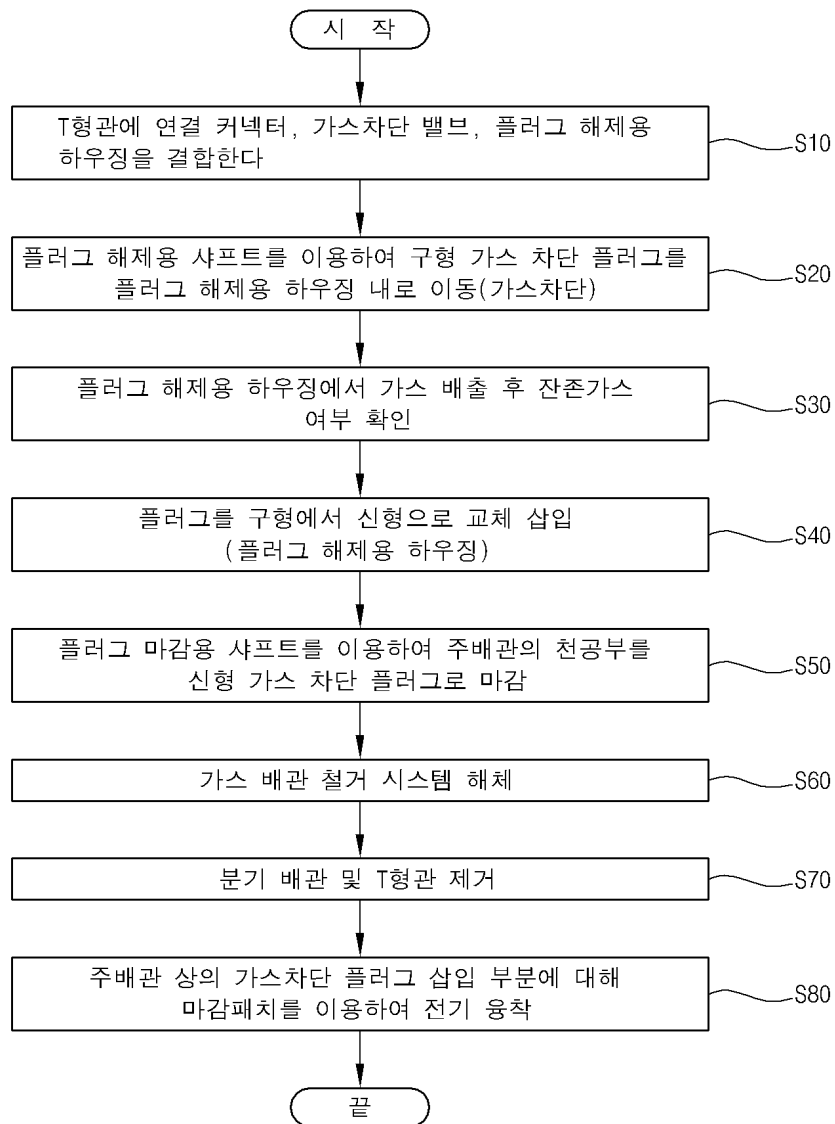 시 작
T형관에 연결 커넥터, 가스차단 밸브, 플러그 해제용
하우징을 결합한다
S10
플러그 해제용 샤프트를 이용하여 구형 가스 차단 플러그를
플러그 해제용 하우징 내로 이동(가스차단)
S20
플러그 해제용 하우징에서 가스 배출 후 잔존가스
여부 확인
S30
플러그를 구형에서 신형으로 교체 삽입
(플러그 해제용 하우징)
S40
플러그 마감용 샤프트를 이용하여 주배관의 천공부를
신형 가스 차단 플러그로 마감
S50
가스 배관 철거 시스템 해체
S60
분기 배관 및 T형관 제거
S70
주배관 상의 가스차단 플러그 삽입 부분에 대해
마감패치를 이용하여 전기 융착
S80
끝